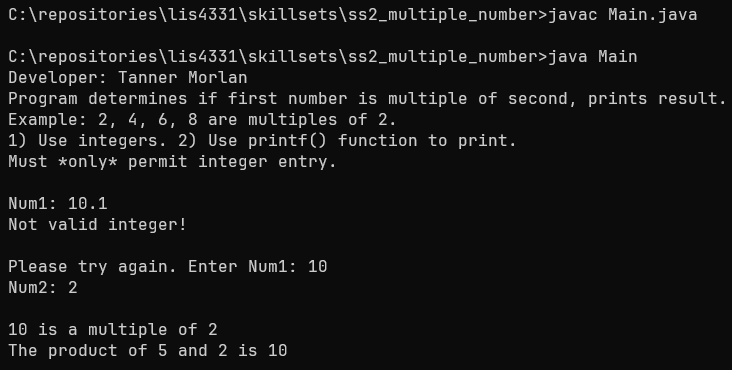 C:\repositories\lis4331\skillsets\ss2_multiple_number>javac Main.java
C:\repositories\lis4331\skillsets\ss2_multiple_number>java Main
Developer: Tanner Morlan
Program determines if first number is multiple of second, prints result.
Example: 2, 4, 6, 8 are multiples of 2.
1) Use integers. 2) Use printf() function to print.
Must *only* permit integer entry.
Num1: 10.1
Not valid integer!
Please try again. Enter Num1: 10
Num2: 2
10 is a multiple of 2
The product of 5 and 2 is 10